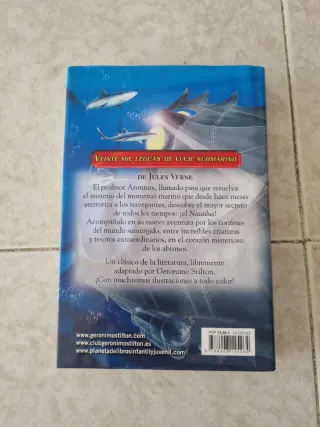 VEINTE MIL LEGUAS DE VIAJE SUBMARINO
DE JULES VERNE
El profesor Aronnax, llamado para que resuelva
el misterio del monstruo marino que desde hace meses
aterroriza a los navegantes, descubre el mayor secreto
de todos los tiempos: ¡el Nautilus!
Acompáñalo en su nueva aventura por los confines
del mundo sumergido, entre increíbles criaturas
y tesoros extraordinarios, en el corazón misterioso
de los abismos.
Un clásico de la literatura, libremente
adaptado por Geronimo Stilton.
¡Con muchísimas ilustraciones a todo color!
www.geronimostilton.com
www.clubgeronimostilton.es
www.planetadelibrosinfantilyjuvenil.com
PVP